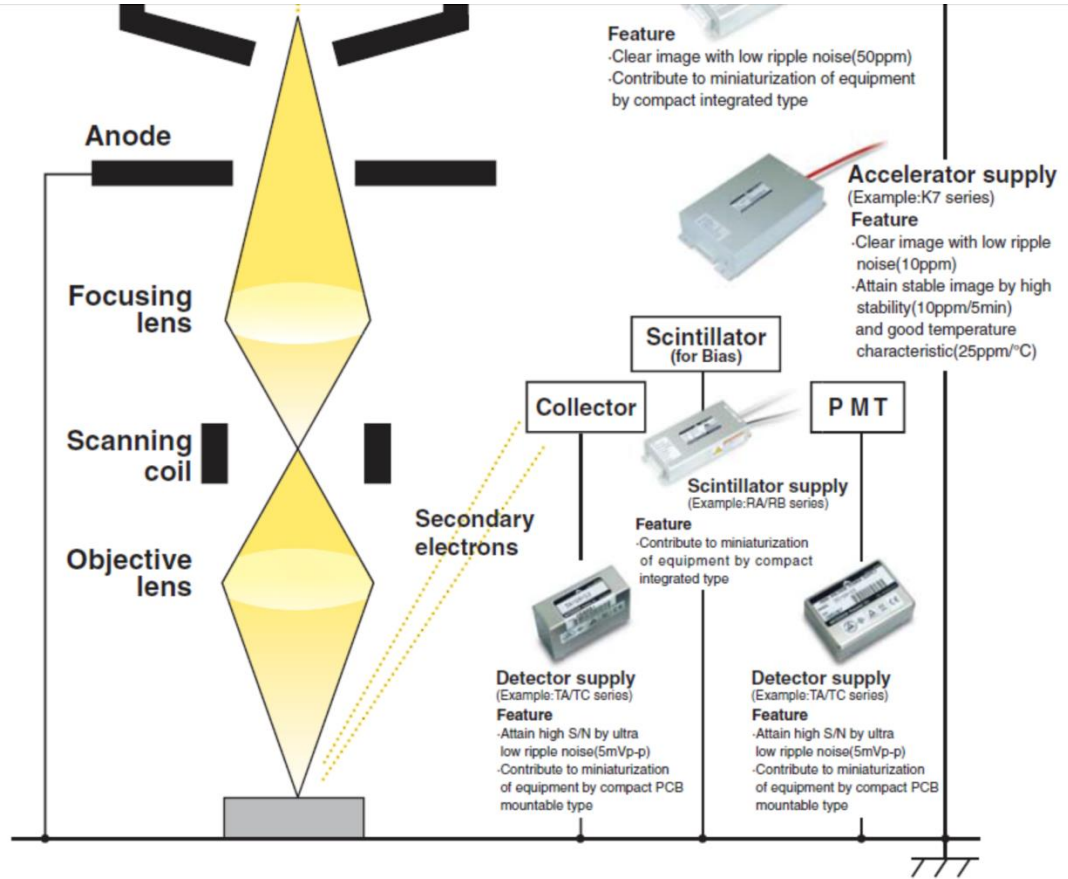 Feature
·Clear image with low ripple noise(50ppm)
·Contribute to miniaturization of equipment
by compact integrated type
Anode
Accelerator supply
(Example:K7 series)
Feature
·Clear image with low ripple
noise(10ppm)
·Attain stable image by high
stability(10ppm/5min)
and good temperature
characteristic(25ppm/°C)
Focusing
lens
Scintillator
(for Bias)
Collector
PMT
Scanning
coil
Scintillator supply
(Example:RA/RB series)
Feature
·Contribute to miniaturization
of equipment by compact
integrated type
Secondary
electrons
Objective
lens
Detector supply
(Example:TA/TC series)
Feature
·Attain high S/N by ultra
low ripple noise(5mVp-p)
·Contribute to miniaturization
of equipment by compact PCB
mountable type
Detector supply
(Example:TA/TC series)
Feature
·Attain high S/N by ultra
low ripple noise(5mVp-p)
·Contribute to miniaturization
of equipment by compact PCB
mountable type